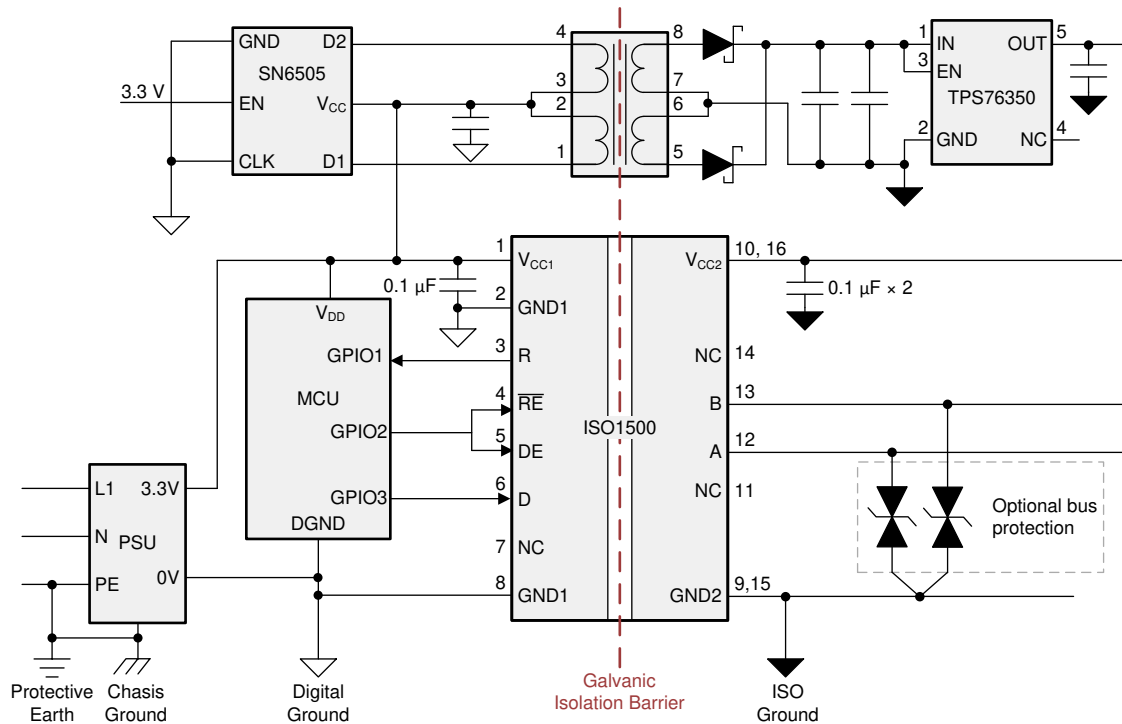 GND
D2
4
8
1
IN
OUT
5
SN6505
3
EN
3.3 V
EN
VCC
3
7
2
6
TPS76350
CLK
D1
1
5
2
GND
NC
4
1
VCC1
VCC2
10, 16
0.1 µF
2
GND1
0.1 µF × 2
VDD
GPIO1
3
R
NC
14
MCU
4
RE
B
13
GPIO2
ISO1500
5
DE
A
12
L1
3.3V
GPIO3
6
D
NC
11
Optional bus
protection
DGND
N
PSU
7
NC
PE
0V
8
GND1
GND2
9,15
Protective
Earth
Chasis
Ground
Digital
Ground
Galvanic
Isolation Barrier
ISO
Ground